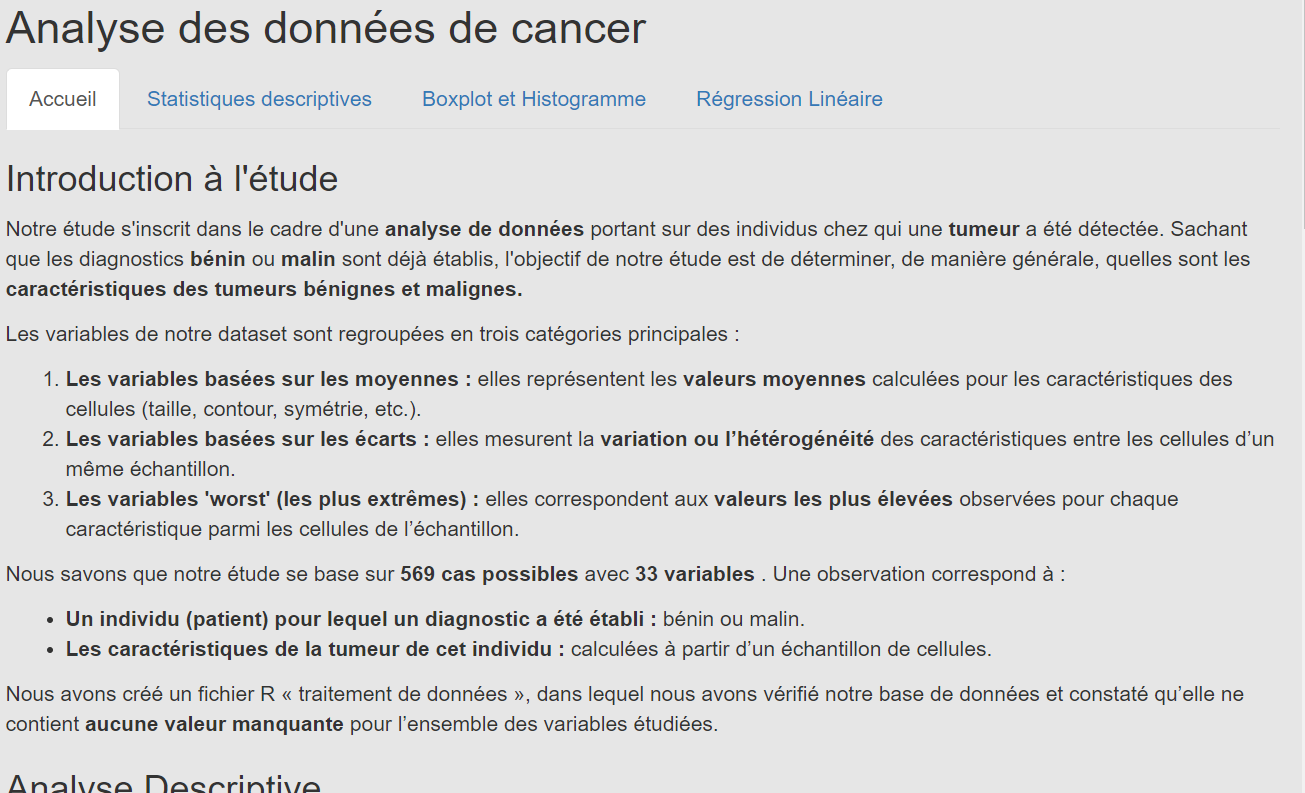 Analyse des données de cancer
Accueil Statistiques descriptives Boxplot et Histogramme Régression Linéaire
Introduction à l'étude
Notre étude s'inscrit dans le cadre d'une analyse de données portant sur des individus chez qui une tumeur a été détectée. Sachant
que les diagnostics bénin ou malin sont déjà établis, l'objectif de notre étude est de déterminer, de manière générale, quelles sont les
caractéristiques des tumeurs bénignes et malignes.
Les variables de notre dataset sont regroupées en trois catégories principales :
1. Les variables basées sur les moyennes : elles représentent les valeurs moyennes calculées pour les caractéristiques des
cellules (taille, contour, symétrie, etc.).
2. Les variables basées sur les écarts : elles mesurent la variation ou l’hétérogénéité des caractéristiques entre les cellules d’un
même échantillon.
3. Les variables 'worst' (les plus extrêmes) : elles correspondent aux valeurs les plus élevées observées pour chaque
caractéristique parmi les cellules de l’échantillon.
Nous savons que notre étude se base sur 569 cas possibles avec 33 variables . Une observation correspond à :
• Un individu (patient) pour lequel un diagnostic a été établi : bénin ou malin.
• Les caractéristiques de la tumeur de cet individu : calculées à partir d’un échantillon de cellules.
Nous avons créé un fichier R « traitement de données », dans lequel nous avons vérifié notre base de données et constaté qu’elle ne
contient aucune valeur manquante pour l’ensemble des variables étudiées.
Analyse Descriptive